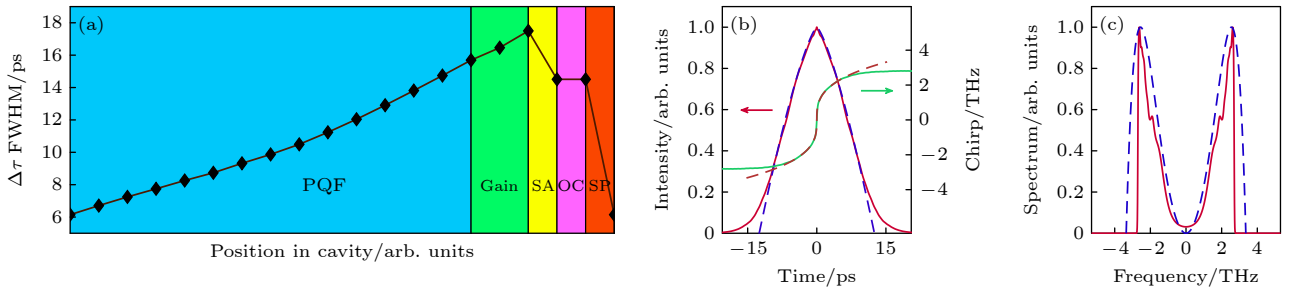 (a)
18
16
14
12
10
8
6
Δτ FWHM/ps
PQF
Gain
SA
OC
SP
Position in cavity/arb. units
(b)
1.0
0.8
0.6
0.4
0.2
0
Intensity/arb. units
4
2
0
−2
−4
Chirp/THz
−15
0
15
Time/ps
(c)
1.0
0.8
0.6
0.4
0.2
0
Spectrum/arb. units
−4
−2
0
2
4
Frequency/THz